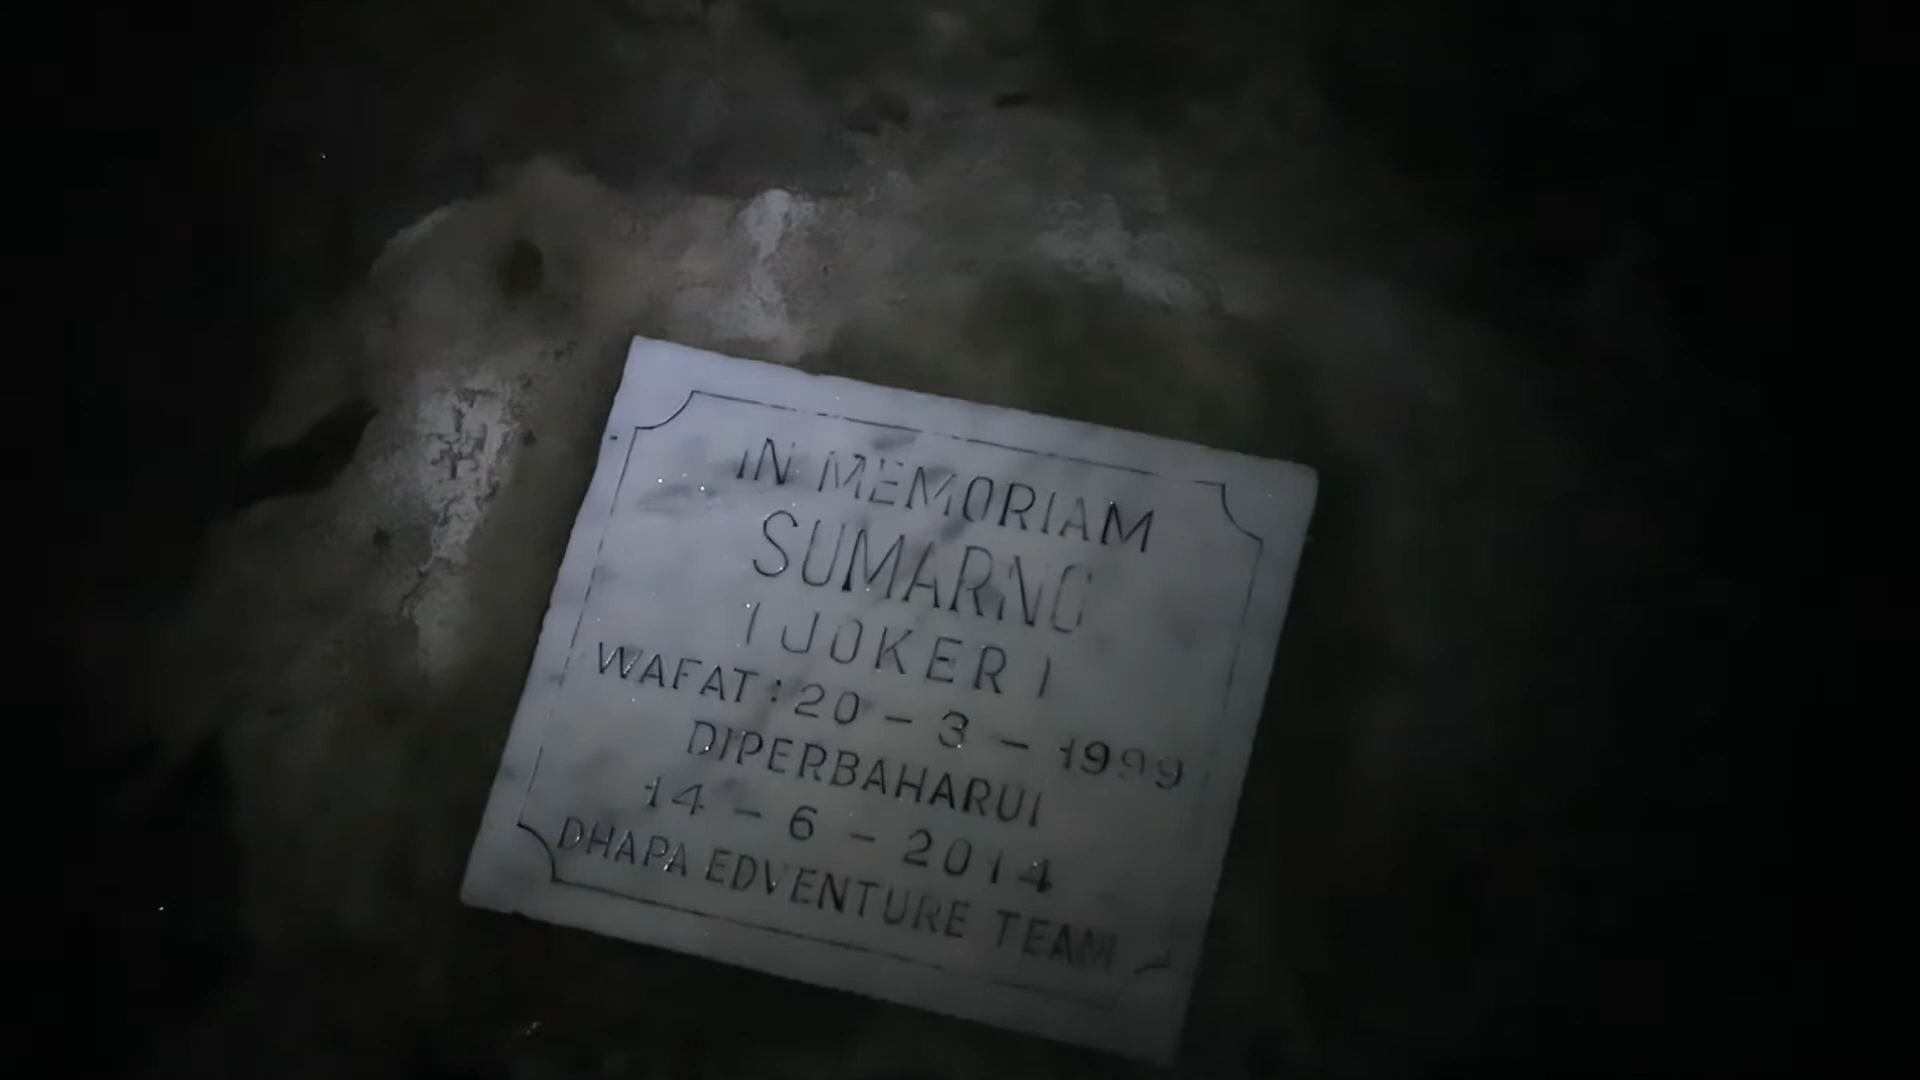 IN MEMORIAM
SUMARNO
( JOKER )
WAFAT : 20 - 3 - 1999
DIPERBAHARUI
14 - 6 - 2014
DHAPA EDVENTURE TEAM